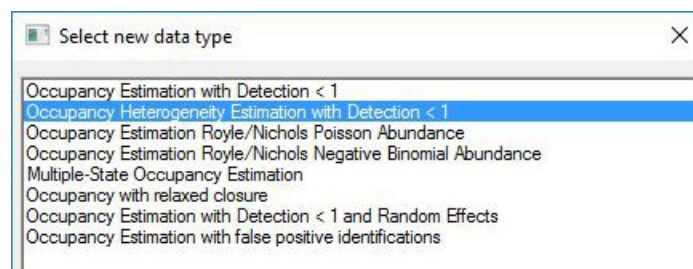 Select new data type
Occupancy Estimation with Detection < 1
Occupancy Heterogeneity Estimation with Detection < 1
Occupancy Estimation Royle/Nichols Poisson Abundance
Occupancy Estimation Royle/Nichols Negative Binomial Abundance
Multiple-State Occupancy Estimation
Occupancy with relaxed closure
Occupancy Estimation with Detection < 1 and Random Effects
Occupancy Estimation with false positive identifications